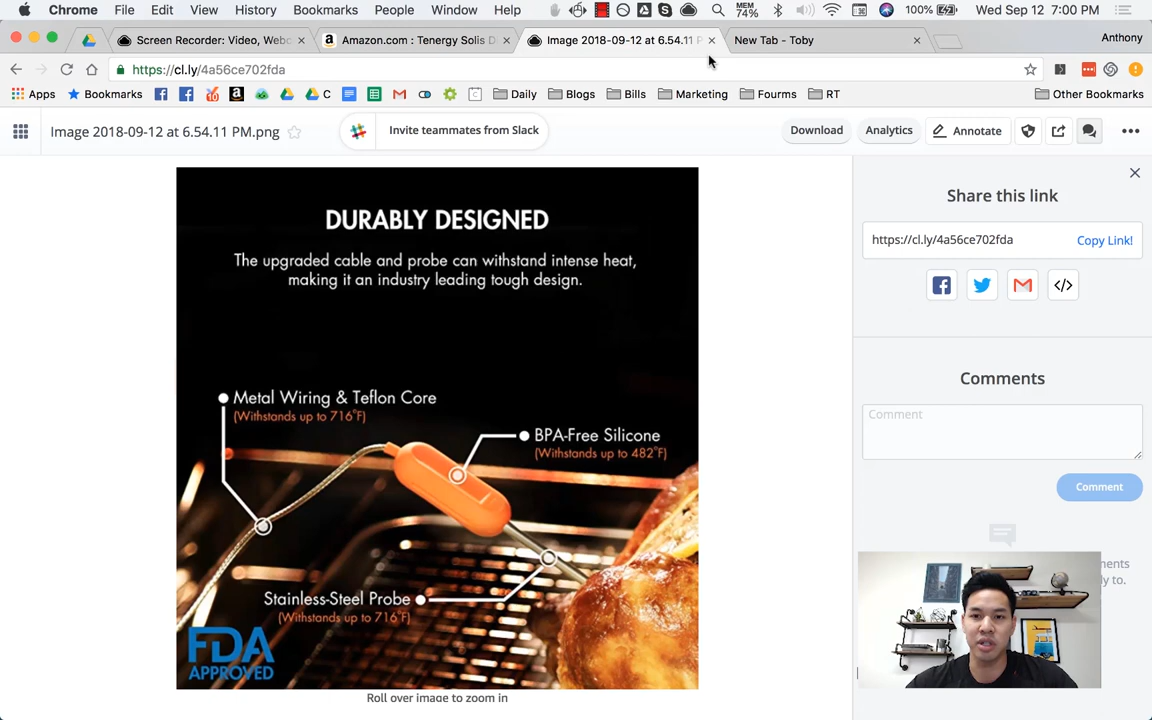 Chrome File Edit View History Bookmarks People Window Help MEM 74% 100% Wed Sep 12 7:00 PM
Screen Recorder: Video, Webc
Amazon.com : Tenergy Solis D
Image 2018-09-12 at 6.54.11 P
New Tab - Toby
Anthony
https://cl.ly/4a56ce702fda
Apps Bookmarks C Daily Blogs Bills Marketing Fourms RT Other Bookmarks
Image 2018-09-12 at 6.54.11 PM.png
Invite teammates from Slack
Download
Analytics
Annotate
DURABLY DESIGNED
The upgraded cable and probe can withstand intense heat,
making it an industry leading tough design.
Metal Wiring & Teflon Core
(Withstands up to 716°F)
BPA-Free Silicone
(Withstands up to 482°F)
Stainless-Steel Probe
(Withstands up to 716°F)
FDA
APPROVED
Roll over image to zoom in
Share this link
https://cl.ly/4a56ce702fda
Copy Link!
Comments
Comment
Comment
ments
ly to.